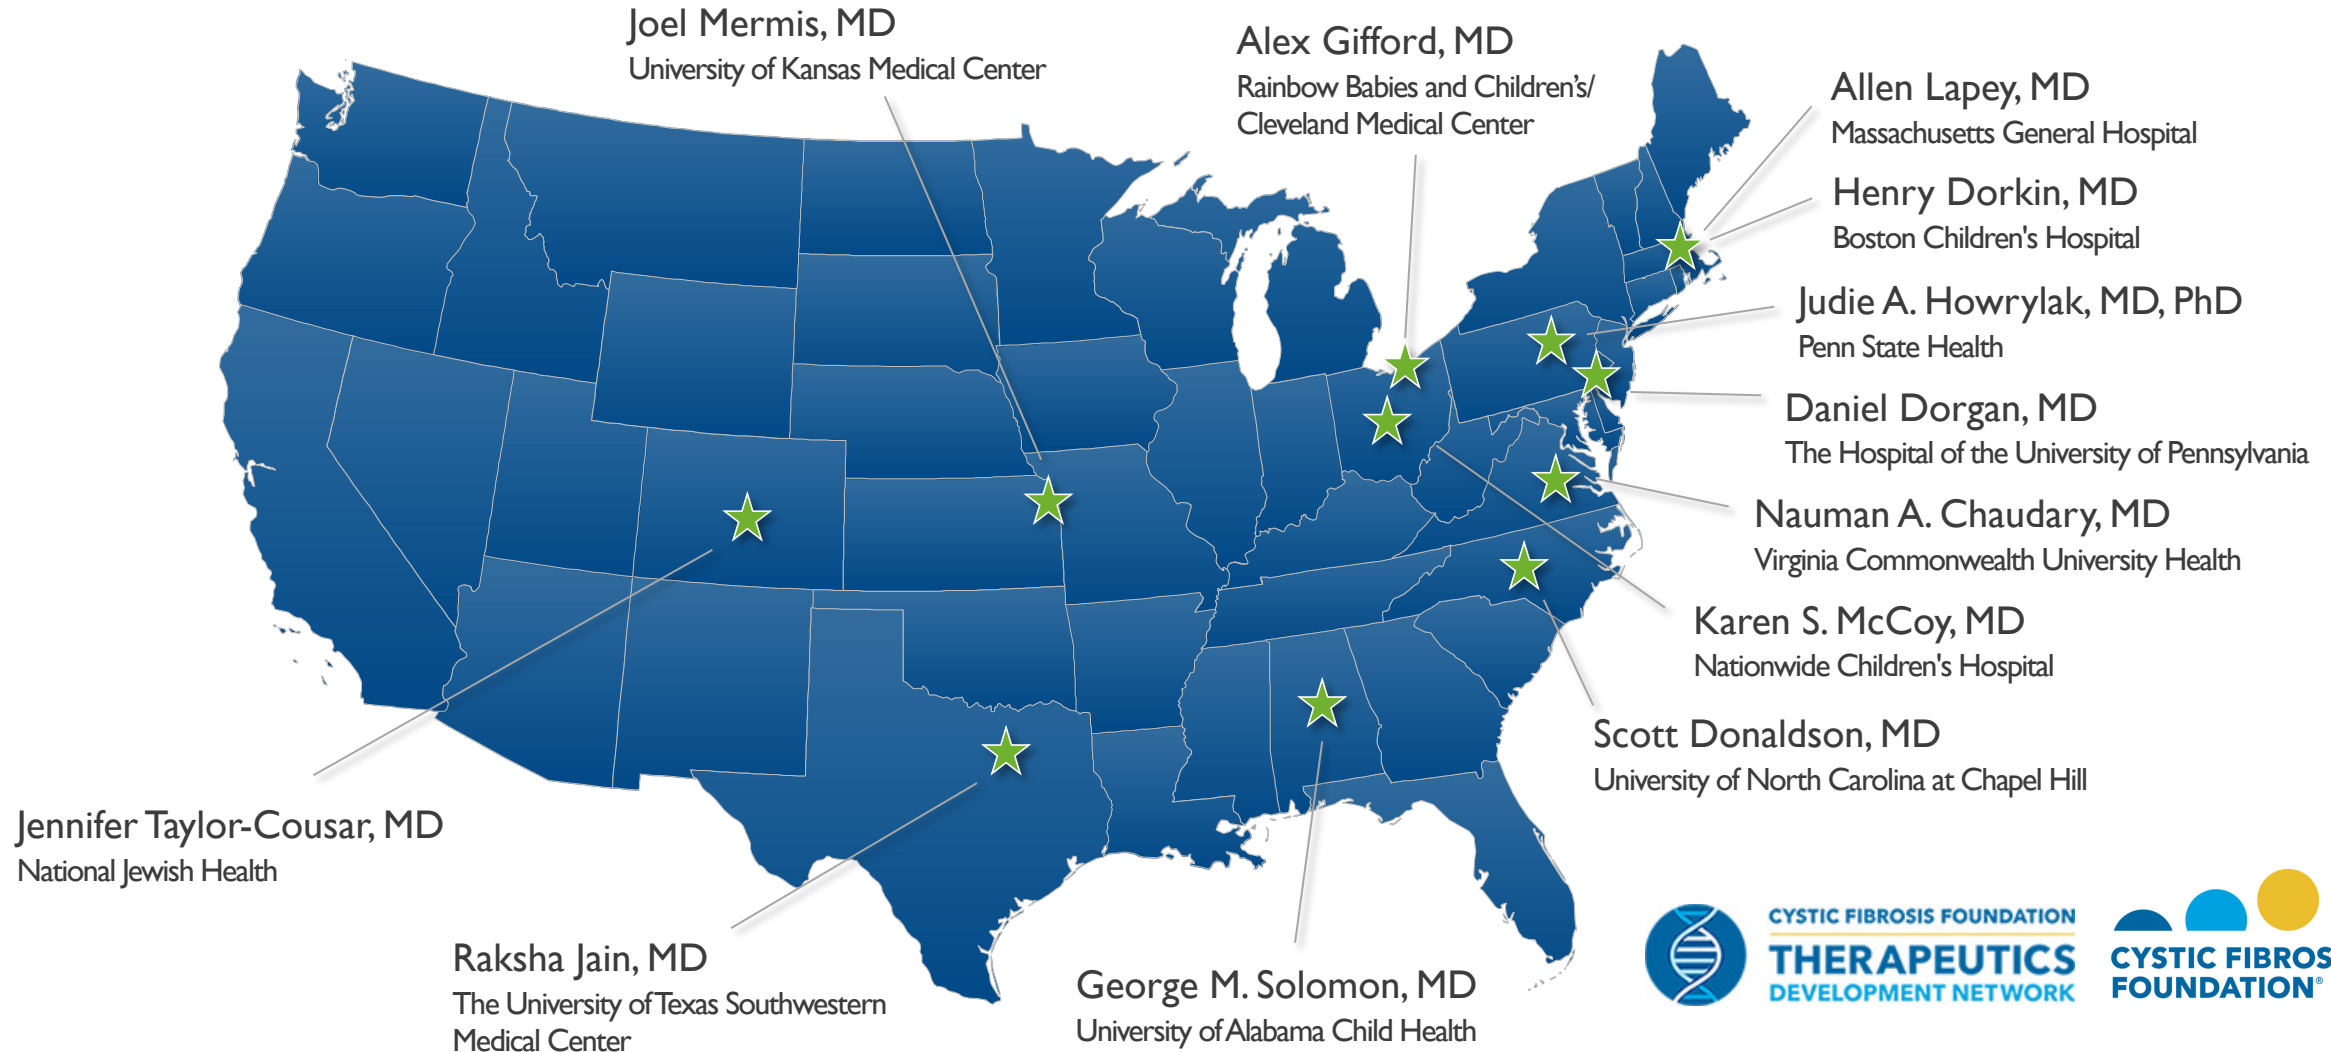 Joel Mermis, MD
University of Kansas Medical Center
Alex Gifford, MD
Rainbow Babies and Children's/
Cleveland Medical Center
Allen Lapey, MD
Massachusetts General Hospital
Henry Dorkin, MD
Boston Children's Hospital
Judie A. Howrylak, MD, PhD
Penn State Health
Daniel Dorgan, MD
The Hospital of the University of Pennsylvania
Nauman A. Chaudary, MD
Virginia Commonwealth University Health
Karen S. McCoy, MD
Nationwide Children's Hospital
Scott Donaldson, MD
University of North Carolina at Chapel Hill
Jennifer Taylor-Cousar, MD
National Jewish Health
Raksha Jain, MD
The University of Texas Southwestern
Medical Center
George M. Solomon, MD
University of Alabama Child Health
CYSTIC FIBROSIS FOUNDATION
THERAPEUTICS
DEVELOPMENT NETWORK
CYSTIC FIBROS
FOUNDATION®